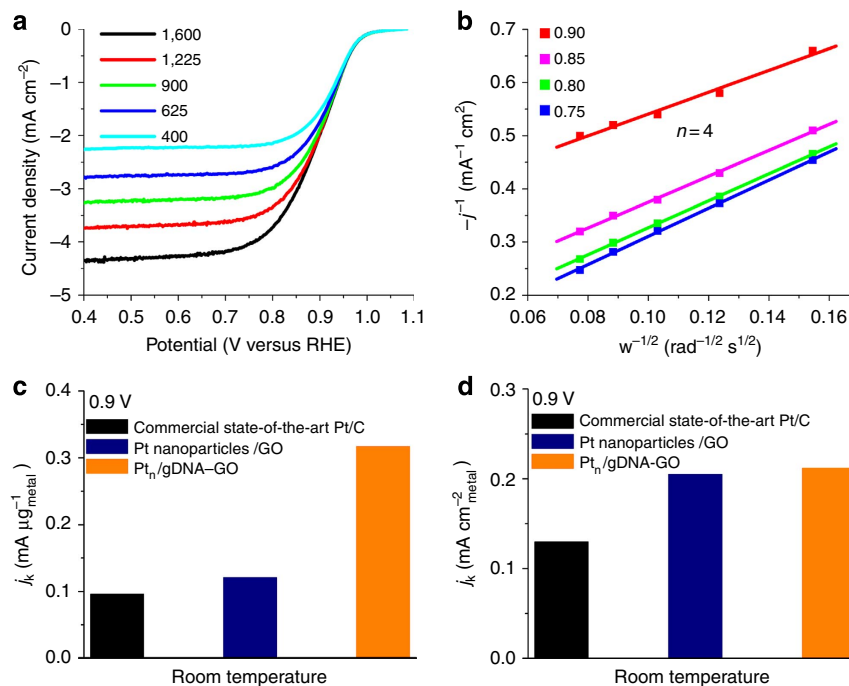 a
0
−1
−2
−3
−4
−5
Current density (mA cm−2)
1,600
1,225
900
625
400
0.4 0.5 0.6 0.7 0.8 0.9 1.0 1.1
Potential (V versus RHE)
b
0.7
0.6
0.5
0.4
0.3
0.2
−j−1 (mA−1 cm2)
0.90
0.85
0.80
0.75
n=4
0.06 0.08 0.10 0.12 0.14 0.16
w−1/2 (rad−1/2 s1/2)
c
0.4
0.3
0.2
0.1
0.0
jk (mA μg−1metal)
0.9 V
Commercial state-of-the-art Pt/C
Pt nanoparticles /GO
Ptn/gDNA–GO
Room temperature
d
0.3
0.2
0.1
0.0
jk (mA cm−2metal)
0.9 V
Commercial state-of-the-art Pt/C
Pt nanoparticles /GO
Ptn/gDNA-GO
Room temperature